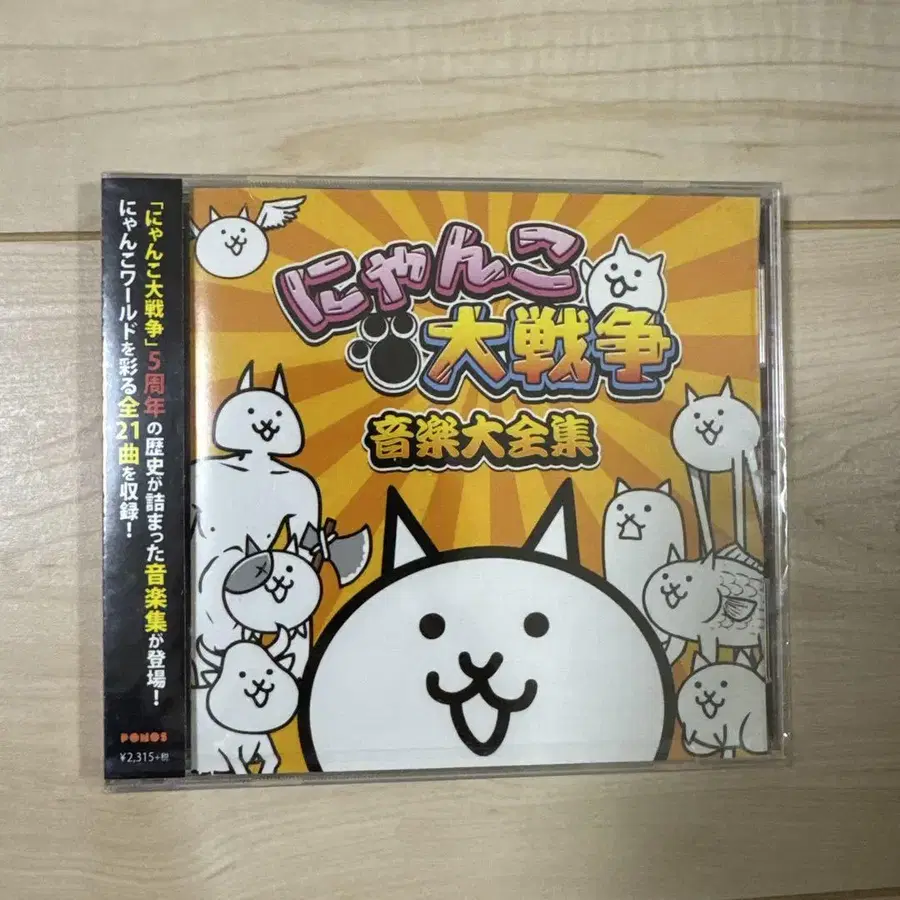 「にゃんこ大戦争」5周年の歴史が詰まった音楽集が登場！
にゃんこワールドを彩る全21曲を収録！
PONOS
¥2,315+税
にゃんこ
大戦争
音楽大全集